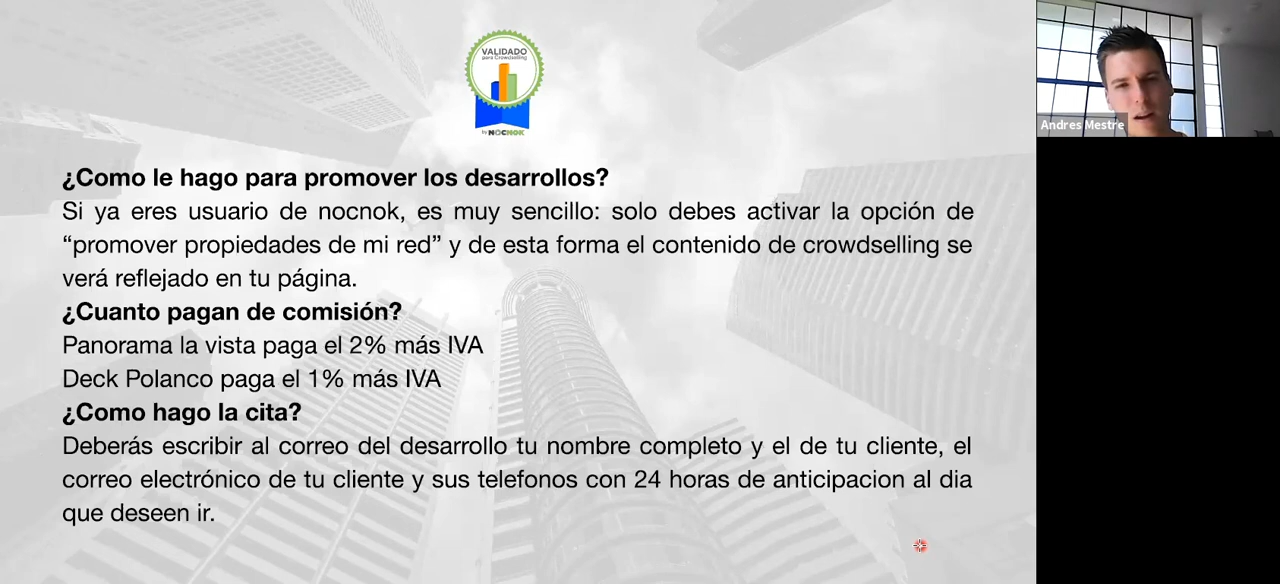 VALIDADO
para Crowdselling
by NOCNOK
Andres Mestre
¿Como le hago para promover los desarrollos?
Si ya eres usuario de nocnok, es muy sencillo: solo debes activar la opción de
“promover propiedades de mi red” y de esta forma el contenido de crowdselling se
verá reflejado en tu página.
¿Cuanto pagan de comisión?
Panorama la vista paga el 2% más IVA
Deck Polanco paga el 1% más IVA
¿Como hago la cita?
Deberás escribir al correo del desarrollo tu nombre completo y el de tu cliente, el
correo electrónico de tu cliente y sus telefonos con 24 horas de anticipacion al dia
que deseen ir.